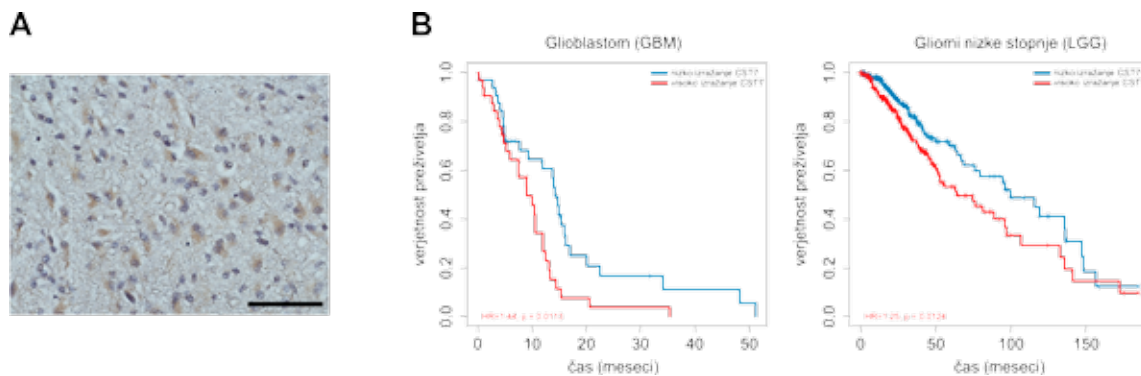 A
B
Glioblastom (GBM)
nizko izražanje CST7
visoko izražanje CST7
1.0
0.8
0.6
0.4
0.2
0.0
verjetnost preživetja
0
10
20
30
40
50
čas (meseci)
Gliomi nizke stopnje (LGG)
nizko izražanje CST7
visoko izražanje CST7
1.0
0.8
0.6
0.4
0.2
0.0
verjetnost preživetja
0
50
100
150
čas (meseci)